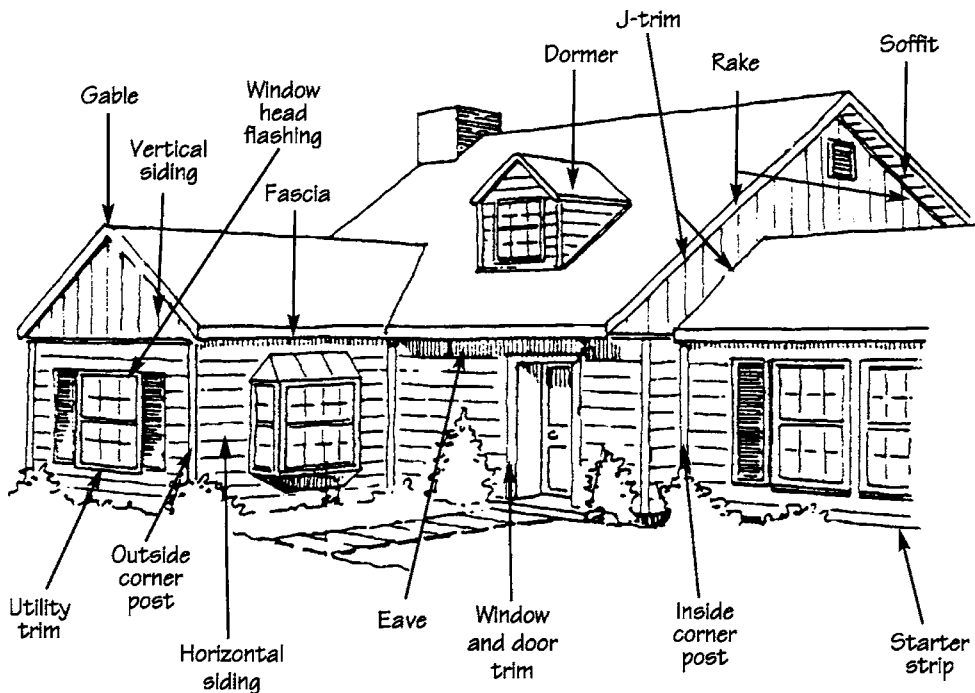 J-trim
Soffit
Dormer
Rake
Window
head
flashing
Gable
Vertical
siding
Fascia
Outside
corner
post
Utility
trim
Eave
Window
and door
trim
Inside
corner
post
Starter
strip
Horizontal
siding